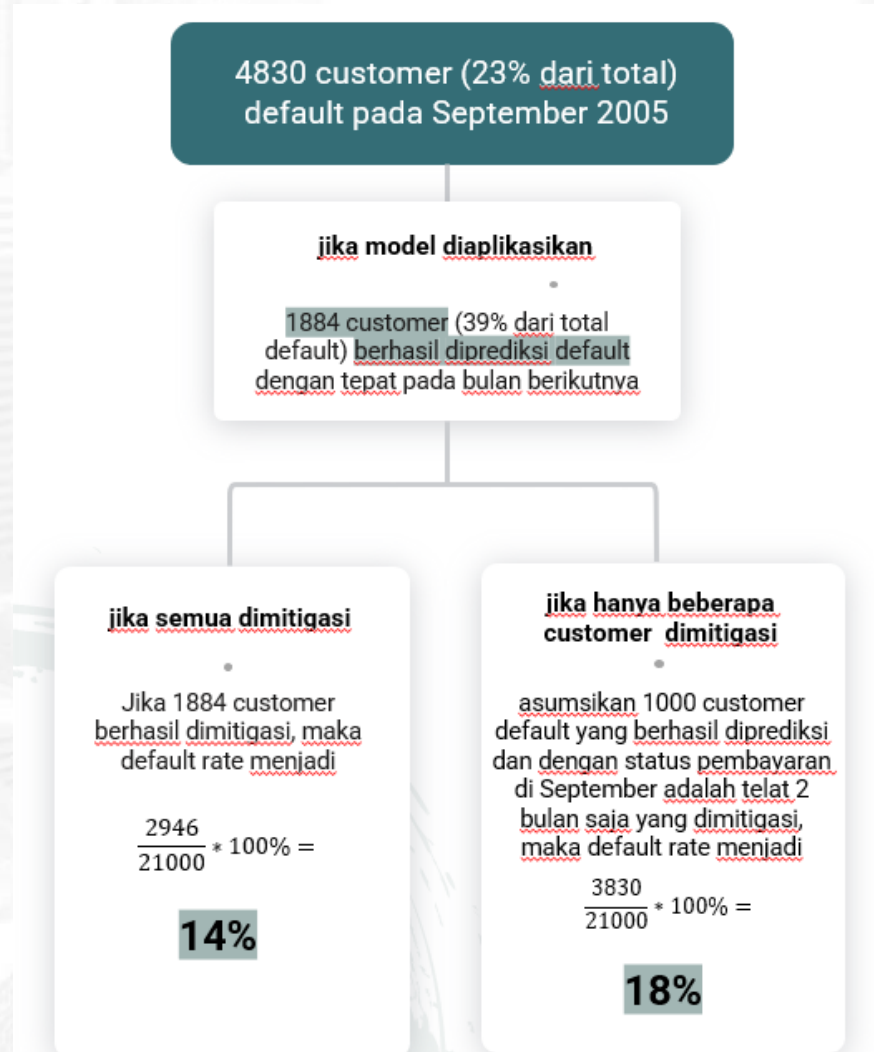 4830 customer (23% dari total)
default pada September 2005
jika model diaplikasikan
1884 customer (39% dari total
default) berhasil diprediksi default
dengan tepat pada bulan berikutnya
jika semua dimitigasi
Jika 1884 customer
berhasil dimitigasi, maka
default rate menjadi
2946
21000 * 100% =
14%
jika hanya beberapa
customer dimitigasi
asumsikan 1000 customer
default yang berhasil diprediksi
dan dengan status pembayaran
di September adalah telat 2
bulan saja yang dimitigasi,
maka default rate menjadi
3830
21000 * 100% =
18%